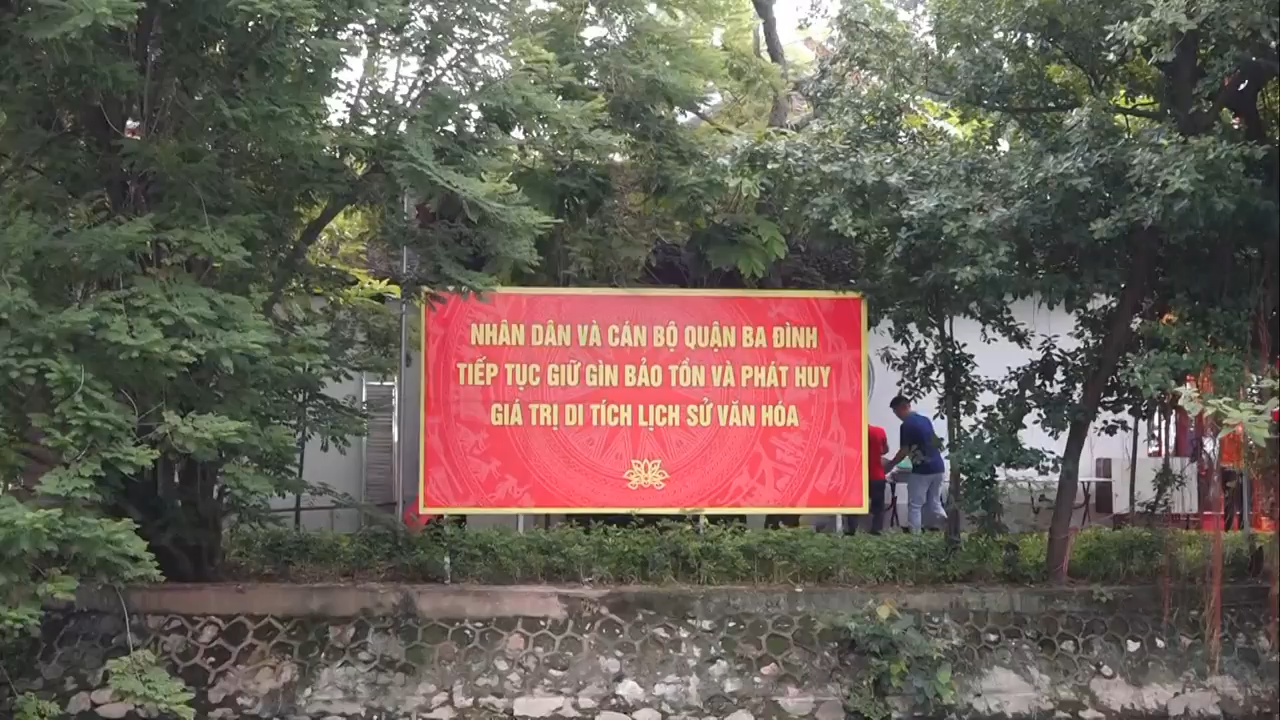 NHÂN DÂN VÀ CÁN BỘ QUẬN BA ĐÌNH
TIẾP TỤC GIỮ GÌN BẢO TỒN VÀ PHÁT HUY
GIÁ TRỊ DI TÍCH LỊCH SỬ VĂN HÓA